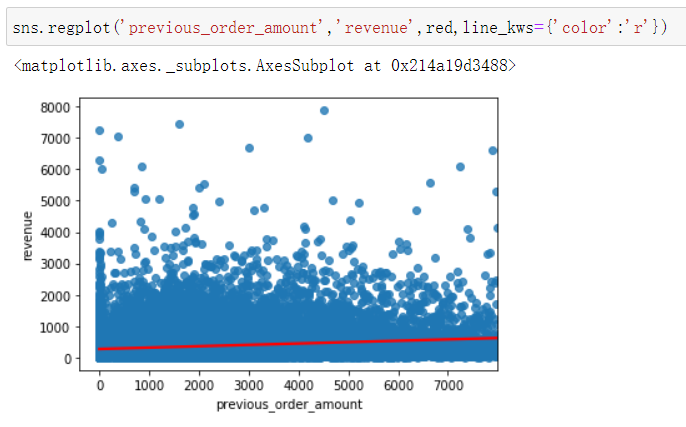 sns.regplot('previous_order_amount','revenue',red,line_kws={'color':'r'})
<matplotlib.axes._subplots.AxesSubplot at 0x214a19d3488>
8000
7000
6000
5000
4000
3000
2000
1000
0
revenue
0 1000 2000 3000 4000 5000 6000 7000
previous_order_amount